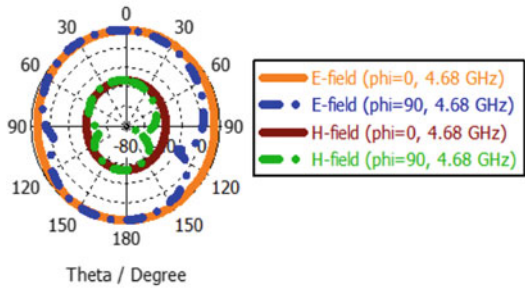 0
30 30
60 60
90 90
-80 0 0
120 120
150 150
180
Theta / Degree
E-field (phi=0, 4.68 GHz)
E-field (phi=90, 4.68 GHz)
H-field (phi=0, 4.68 GHz)
H-field (phi=90, 4.68 GHz)